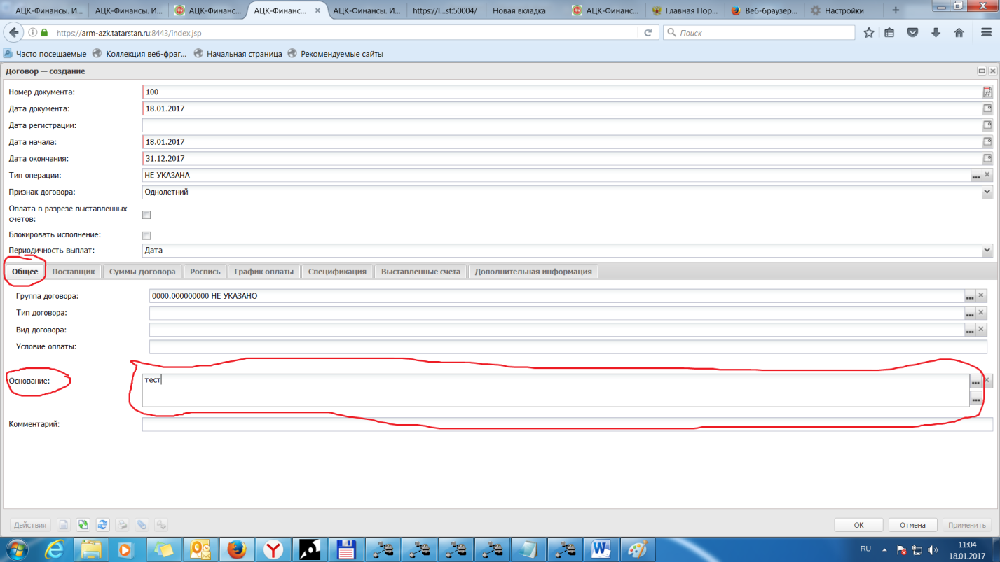 АЦК-Финансы. И...
АЦК-Финансы. И...
АЦК-Финанс...
АЦК-Финанс...
АЦК-Финансы. И...
https://l...st:50004/
Новая вкладка
АЦК-Финанс...
Главная Пор...
Веб-браузер...
Настройки
https://arm-azk.tatarstan.ru:8443/index.jsp
Поиск
Часто посещаемые
Коллекция веб-фраг...
Начальная страница
Рекомендуемые сайты
Договор — создание
Номер документа: 100
Дата документа: 18.01.2017
Дата регистрации:
Дата начала: 18.01.2017
Дата окончания: 31.12.2017
Тип операции: НЕ УКАЗАНА
Признак договора: Однолетний
Оплата в разрезе выставленных
счетов:
Блокировать исполнение:
Периодичность выплат: Дата
Общее
Поставщик
Суммы договора
Роспись
График оплаты
Спецификация
Выставленные счета
Дополнительная информация
Группа договора: 0000.000000000 НЕ УКАЗАНО
Тип договора:
Вид договора:
Условие оплаты:
Основание: тест
Комментарий:
Действия
OK
Отмена
Применить
RU
11:04
18.01.2017